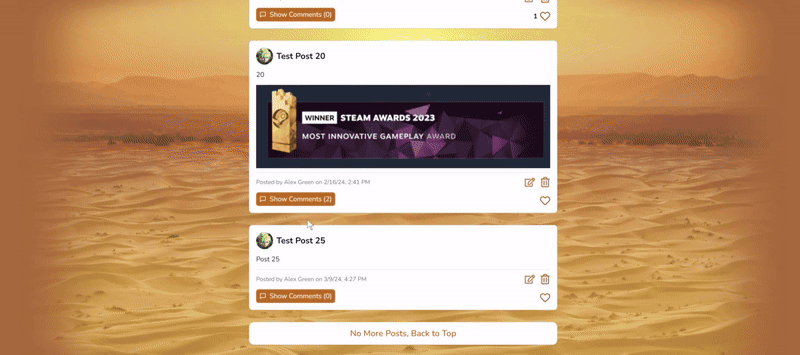 Show Comments (0)
1
Test Post 20
20
WINNER STEAM AWARDS 2023
MOST INNOVATIVE GAMEPLAY AWARD
Posted by Alex Green on 2/16/24, 2:41 PM
Show Comments (2)
Test Post 25
Post 25
Posted by Alex Green on 3/9/24, 4:27 PM
Show Comments (0)
No More Posts, Back to Top